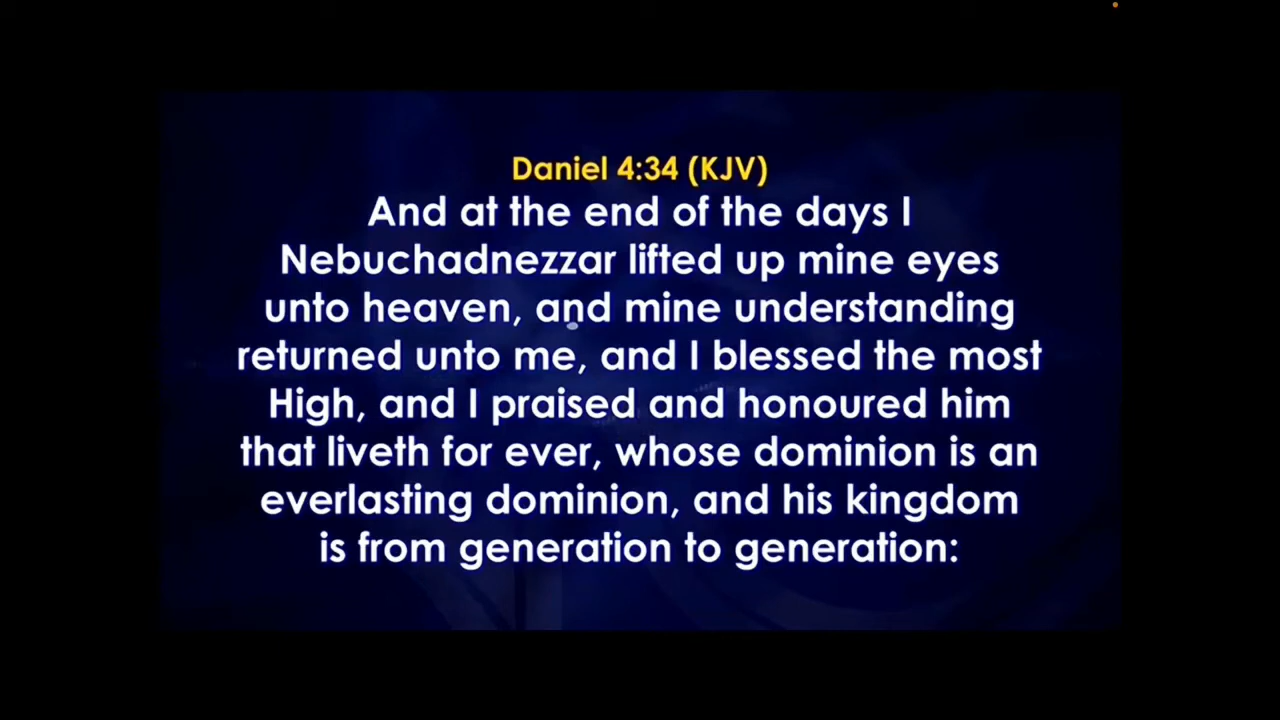 Daniel 4:34 (KJV)
And at the end of the days I
Nebuchadnezzar lifted up mine eyes
unto heaven, and mine understanding
returned unto me, and I blessed the most
High, and I praised and honoured him
that liveth for ever, whose dominion is an
everlasting dominion, and his kingdom
is from generation to generation: